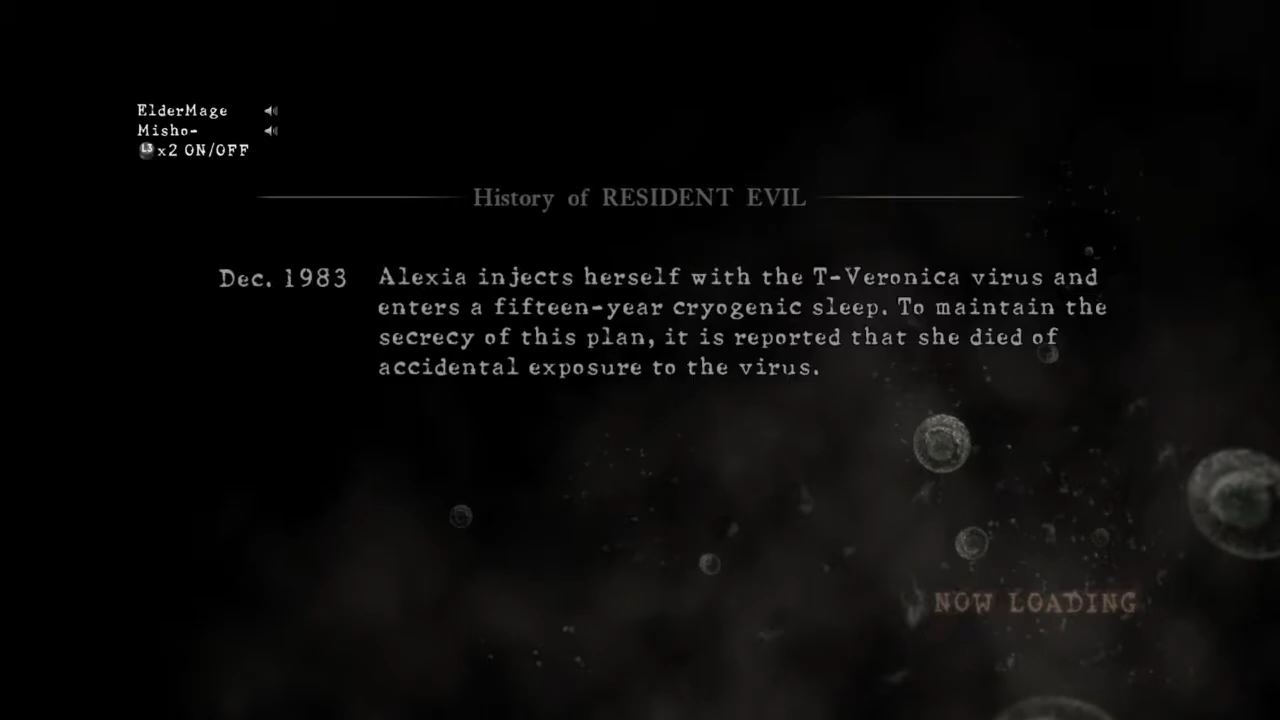 ElderMage
Misho-
L3 x2 ON/OFF
History of RESIDENT EVIL
Dec. 1983 Alexia injects herself with the T-Veronica virus and
enters a fifteen-year cryogenic sleep. To maintain the
secrecy of this plan, it is reported that she died of
accidental exposure to the virus.
NOW LOADING